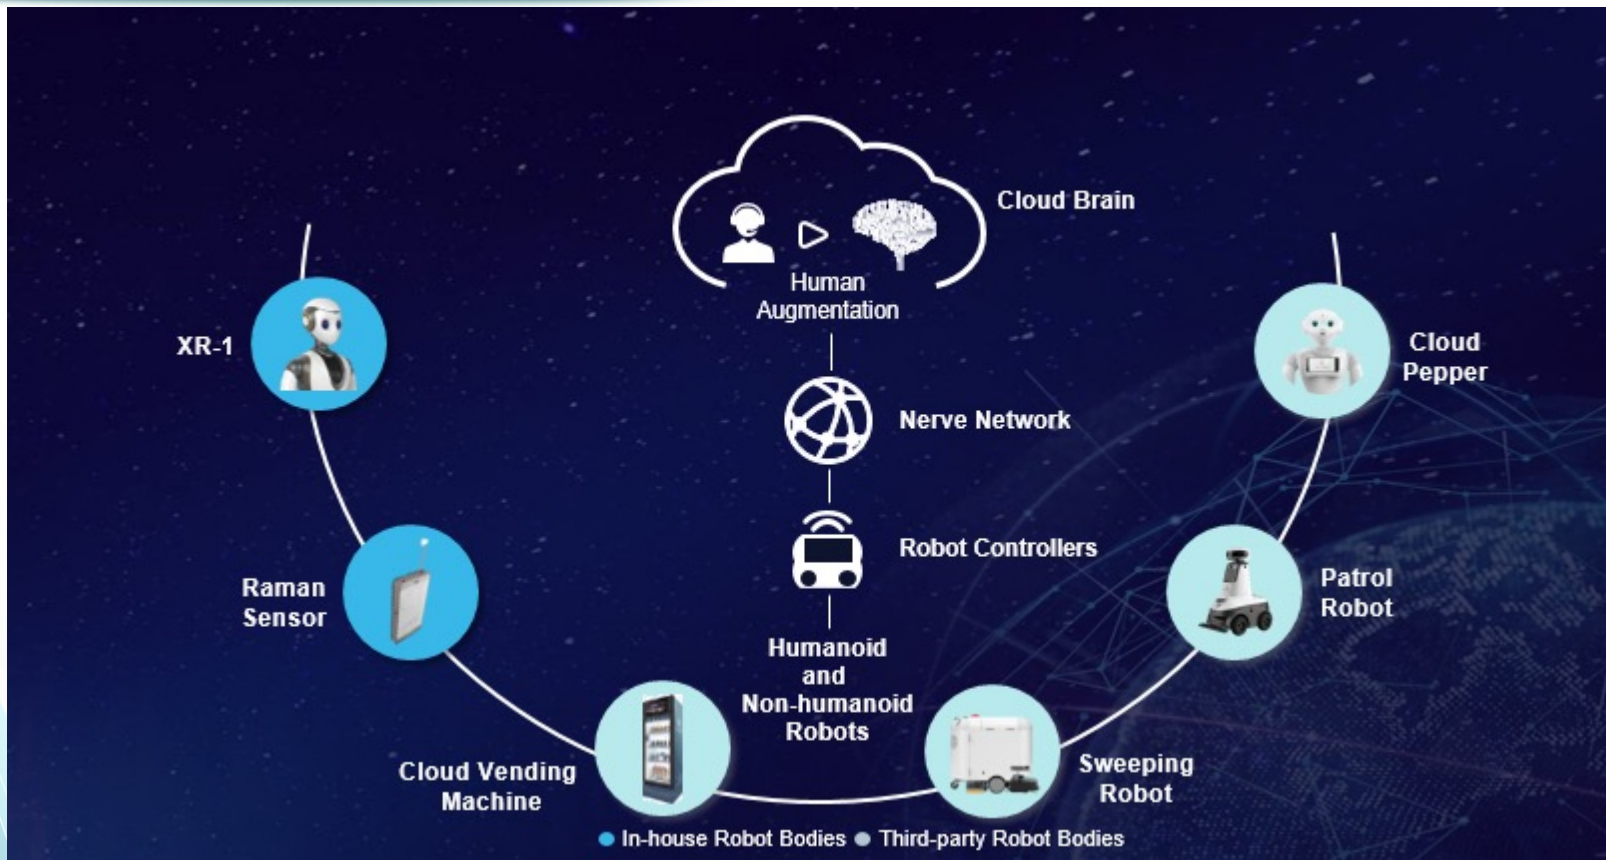 Cloud Brain
Human
Augmentation
XR-1
Cloud
Pepper
Nerve Network
Robot Controllers
Raman
Sensor
Patrol
Robot
Humanoid
and
Non-humanoid
Robots
Cloud Vending
Machine
Sweeping
Robot
In-house Robot Bodies
Third-party Robot Bodies